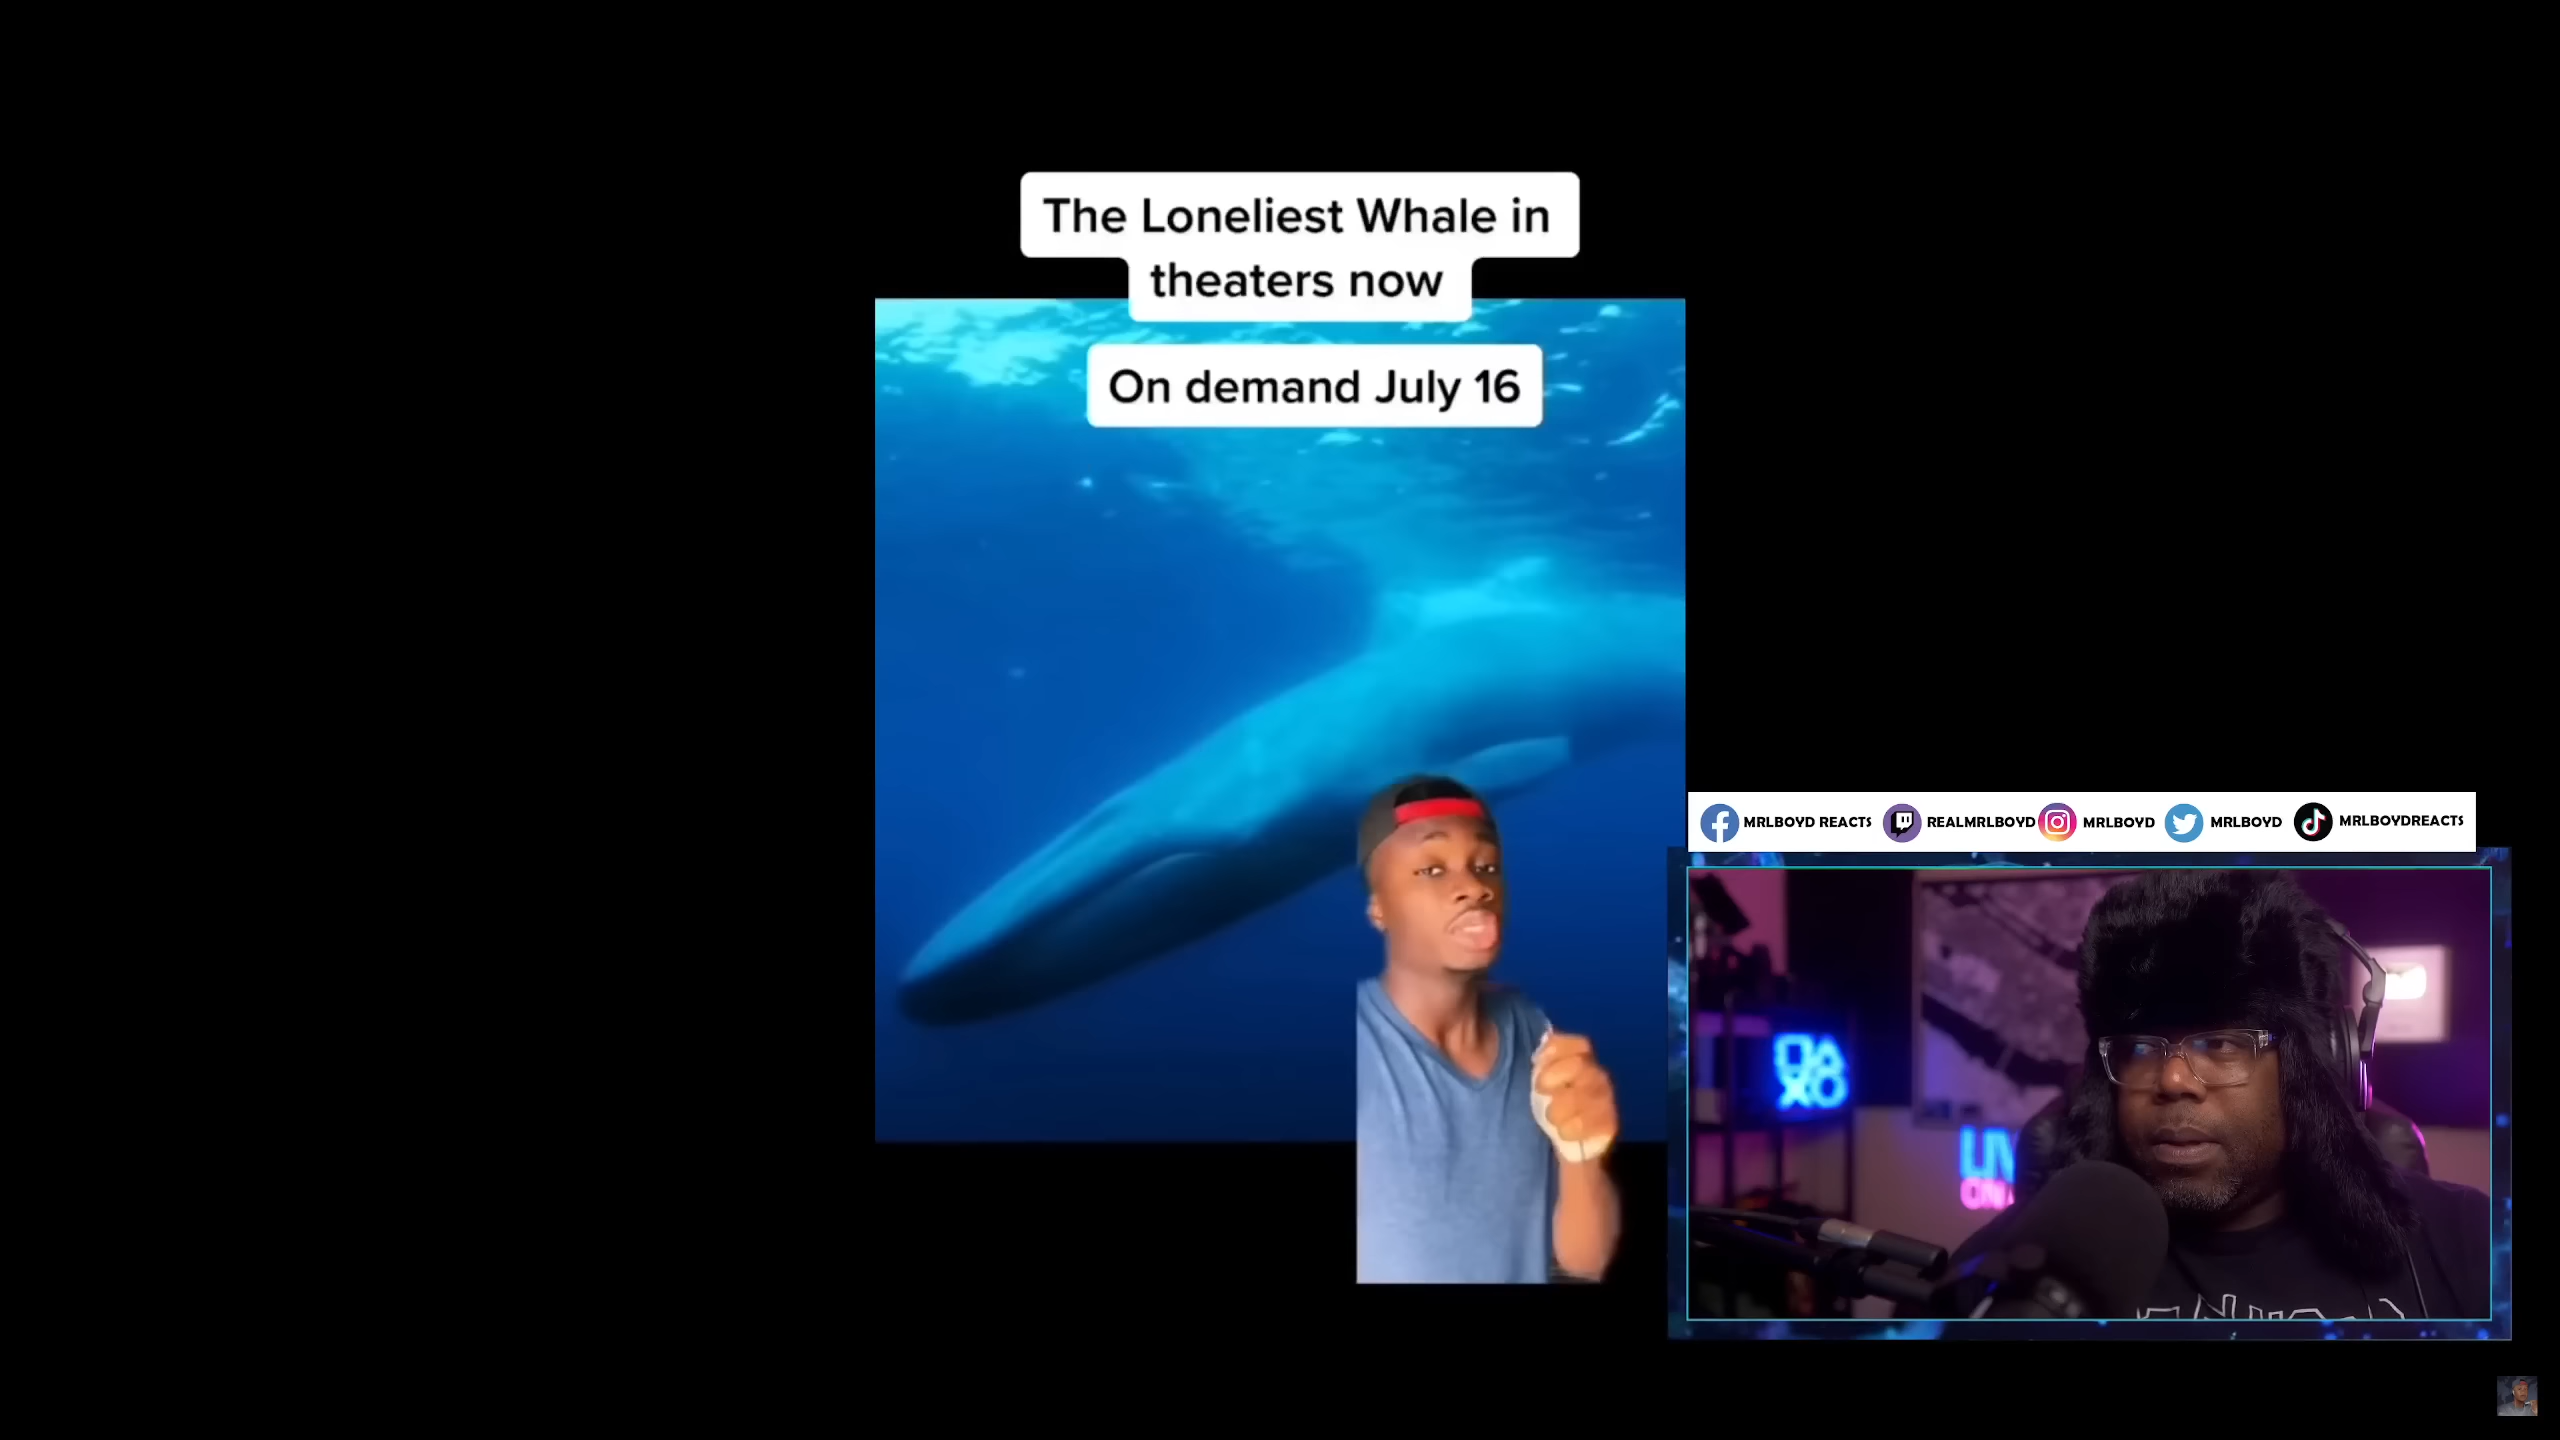 The Loneliest Whale in
theaters now
On demand July 16
MRLBOYD REACTS REALMRLBOYD MRLBOYD MRLBOYD MRLBOYDREACTS